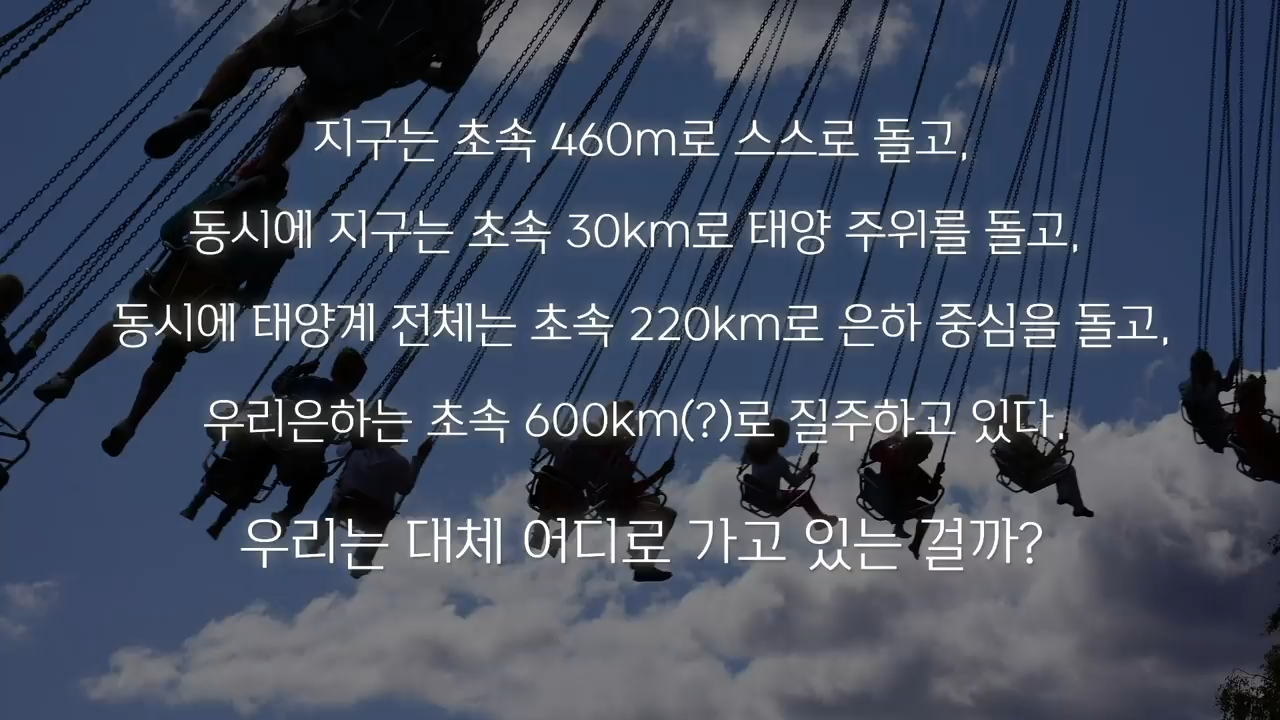 지구는 초속 460m로 스스로 돌고,
동시에 지구는 초속 30km로 태양 주위를 돌고,
동시에 태양계 전체는 초속 220km로 은하 중심을 돌고,
우리은하는 초속 600km(?)로 질주하고 있다.
우리는 대체 어디로 가고 있는 걸까?